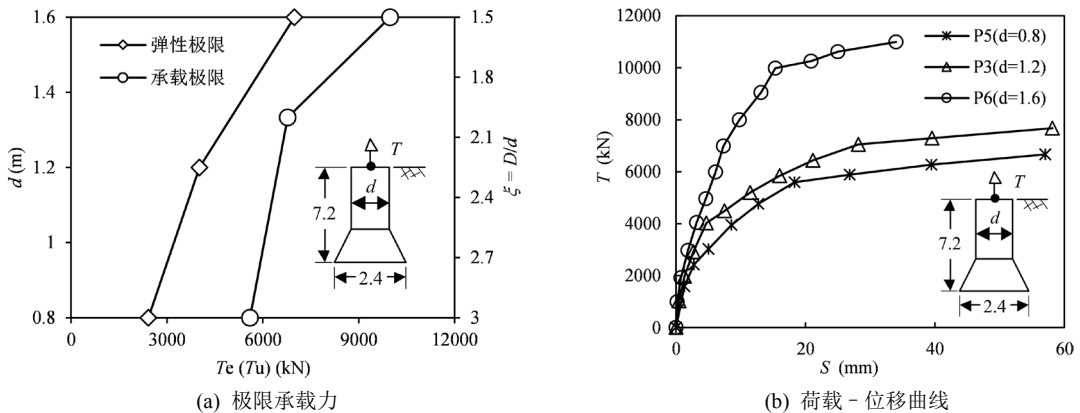 1.6
1.4
1.2
1
0.8
d (m)
弹性极限
承载极限
T
d
7.2
2.4
1.5
1.8
2.1
2.4
2.7
3
ξ = D/d
0
3000
6000
9000
12000
Te (Tu) (kN)
(a) 极限承载力
12000
10000
8000
6000
4000
2000
0
T (kN)
P5(d=0.8)
P3(d=1.2)
P6(d=1.6)
T
d
7.2
2.4
0
20
40
60
S (mm)
(b) 荷载－位移曲线